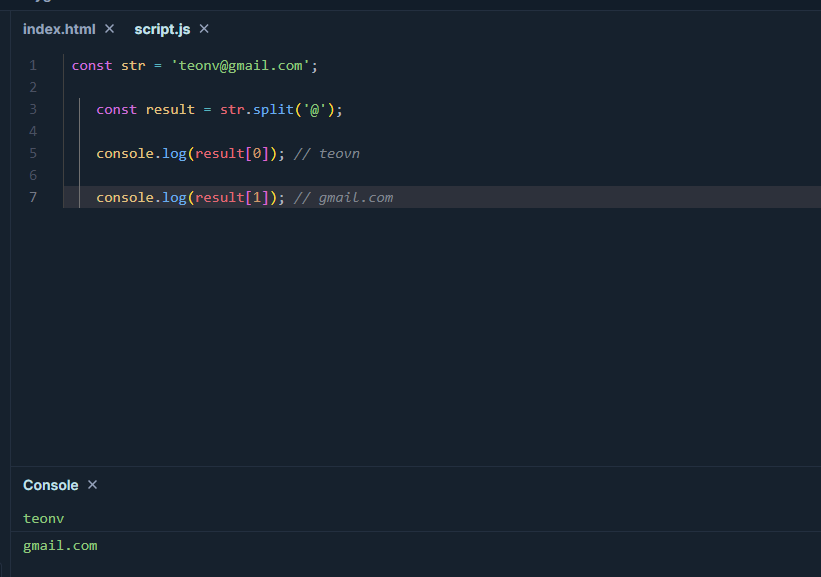 index.html × script.js ×
1 const str = 'teonv@gmail.com';
2
3 const result = str.split('@');
4
5 console.log(result[0]); // teovn
6
7 console.log(result[1]); // gmail.com
Console ×
teonv
gmail.com